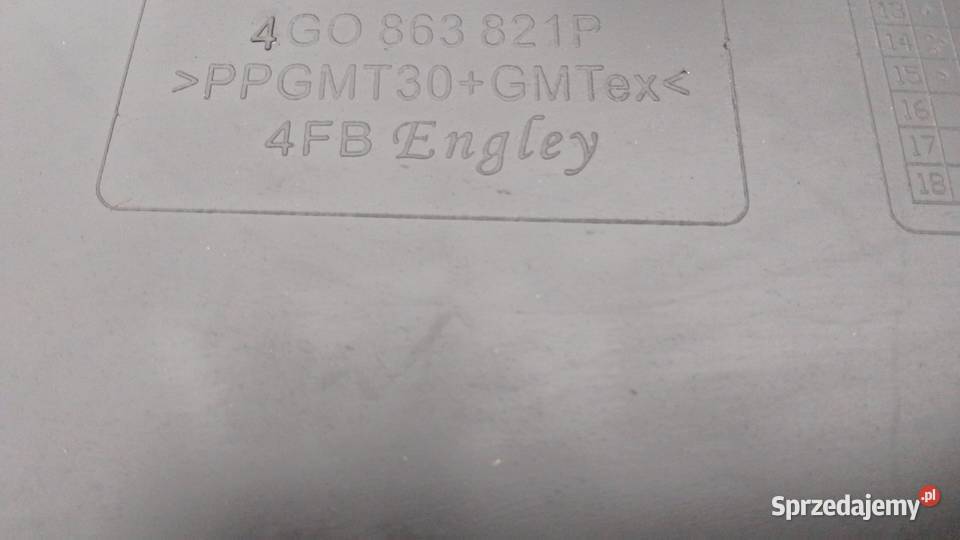 4GO 863 821P
>PPGMT30+GMTex<
4FB Engley
13
14
15
16
17
18
Sprzedajemy.pl